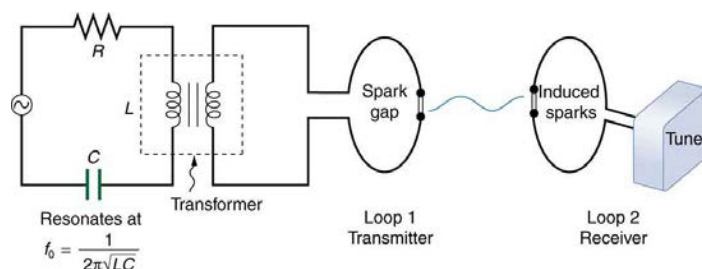 R
L
C
Transformer
Resonates at
f₀ = 1 / 2π√LC
Spark
gap
Loop 1
Transmitter
Induced
sparks
Tune
Loop 2
Receiver